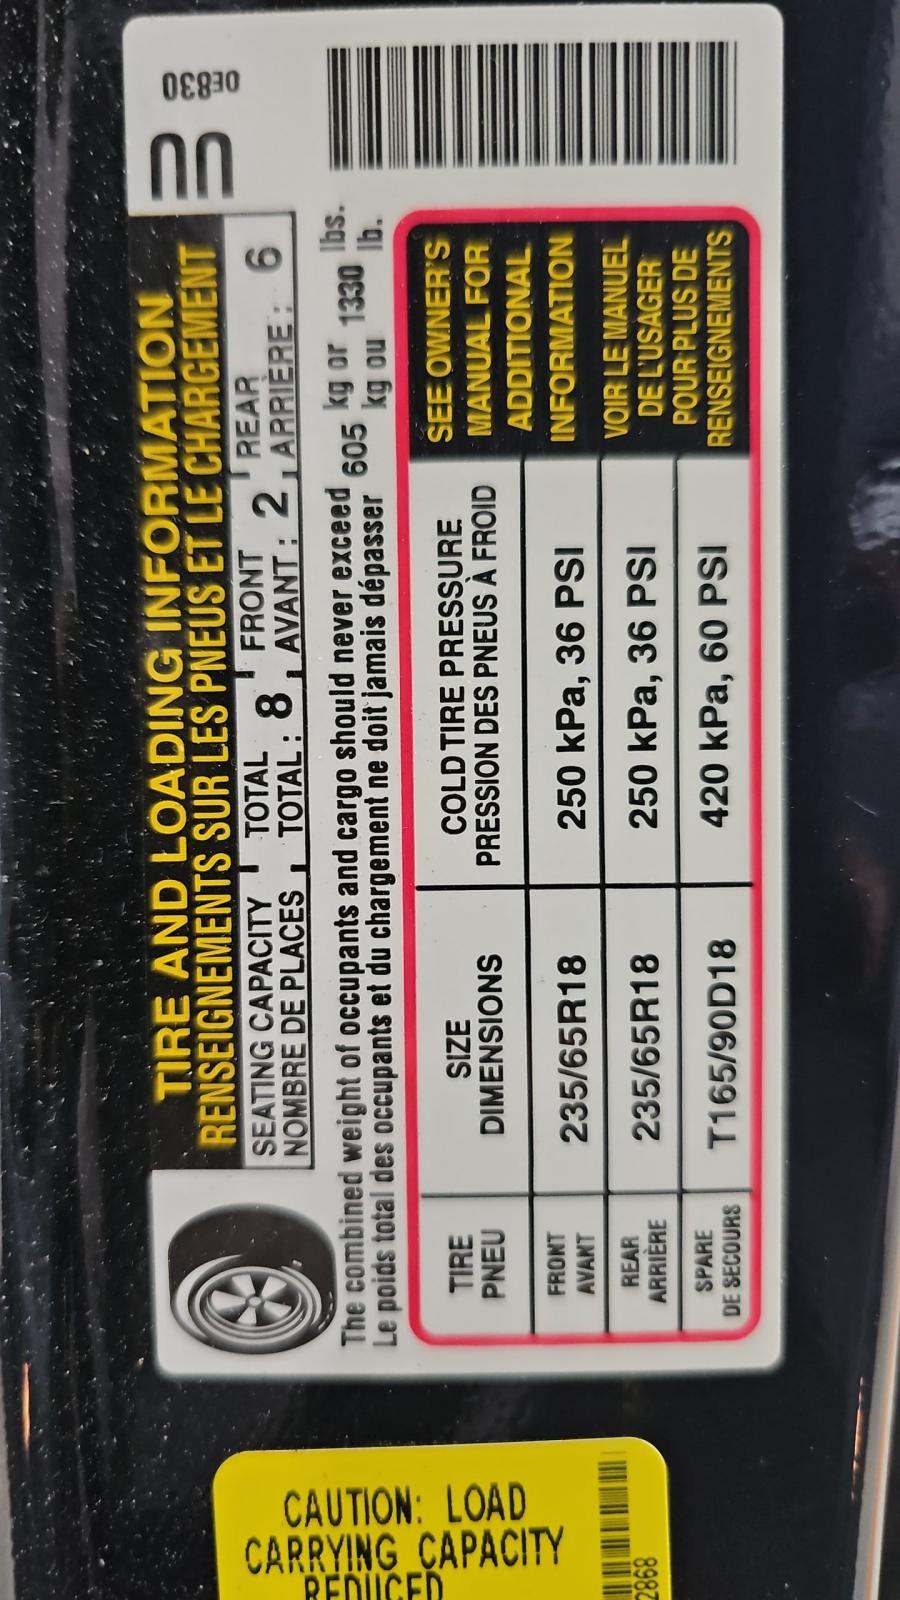 TIRE AND LOADING INFORMATION
RENSEIGNEMENTS SUR LES PNEUS ET LE CHARGEMENT
SEATING CAPACITY TOTAL FRONT REAR
NOMBRE DE PLACES TOTAL : 8 AVANT : 2 ARRIÈRE : 6
The combined weight of occupants and cargo should never exceed 605 kg or 1330 lbs.
Le poids total des occupants et du chargement ne doit jamais dépasser kg ou lb.
TIRE
PNEU
SIZE
DIMENSIONS
COLD TIRE PRESSURE
PRESSION DES PNEUS À FROID
SEE OWNER'S
MANUAL FOR
ADDITIONAL
INFORMATION
VOIR LE MANUEL
DE L'USAGER
POUR PLUS DE
RENSEIGNEMENTS
FRONT
AVANT
235/65R18
250 kPa, 36 PSI
REAR
ARRIÈRE
235/65R18
250 kPa, 36 PSI
SPARE
DE SECOURS
T165/90D18
420 kPa, 60 PSI
0E830
CAUTION: LOAD
CARRYING CAPACITY
REDUCED
2868